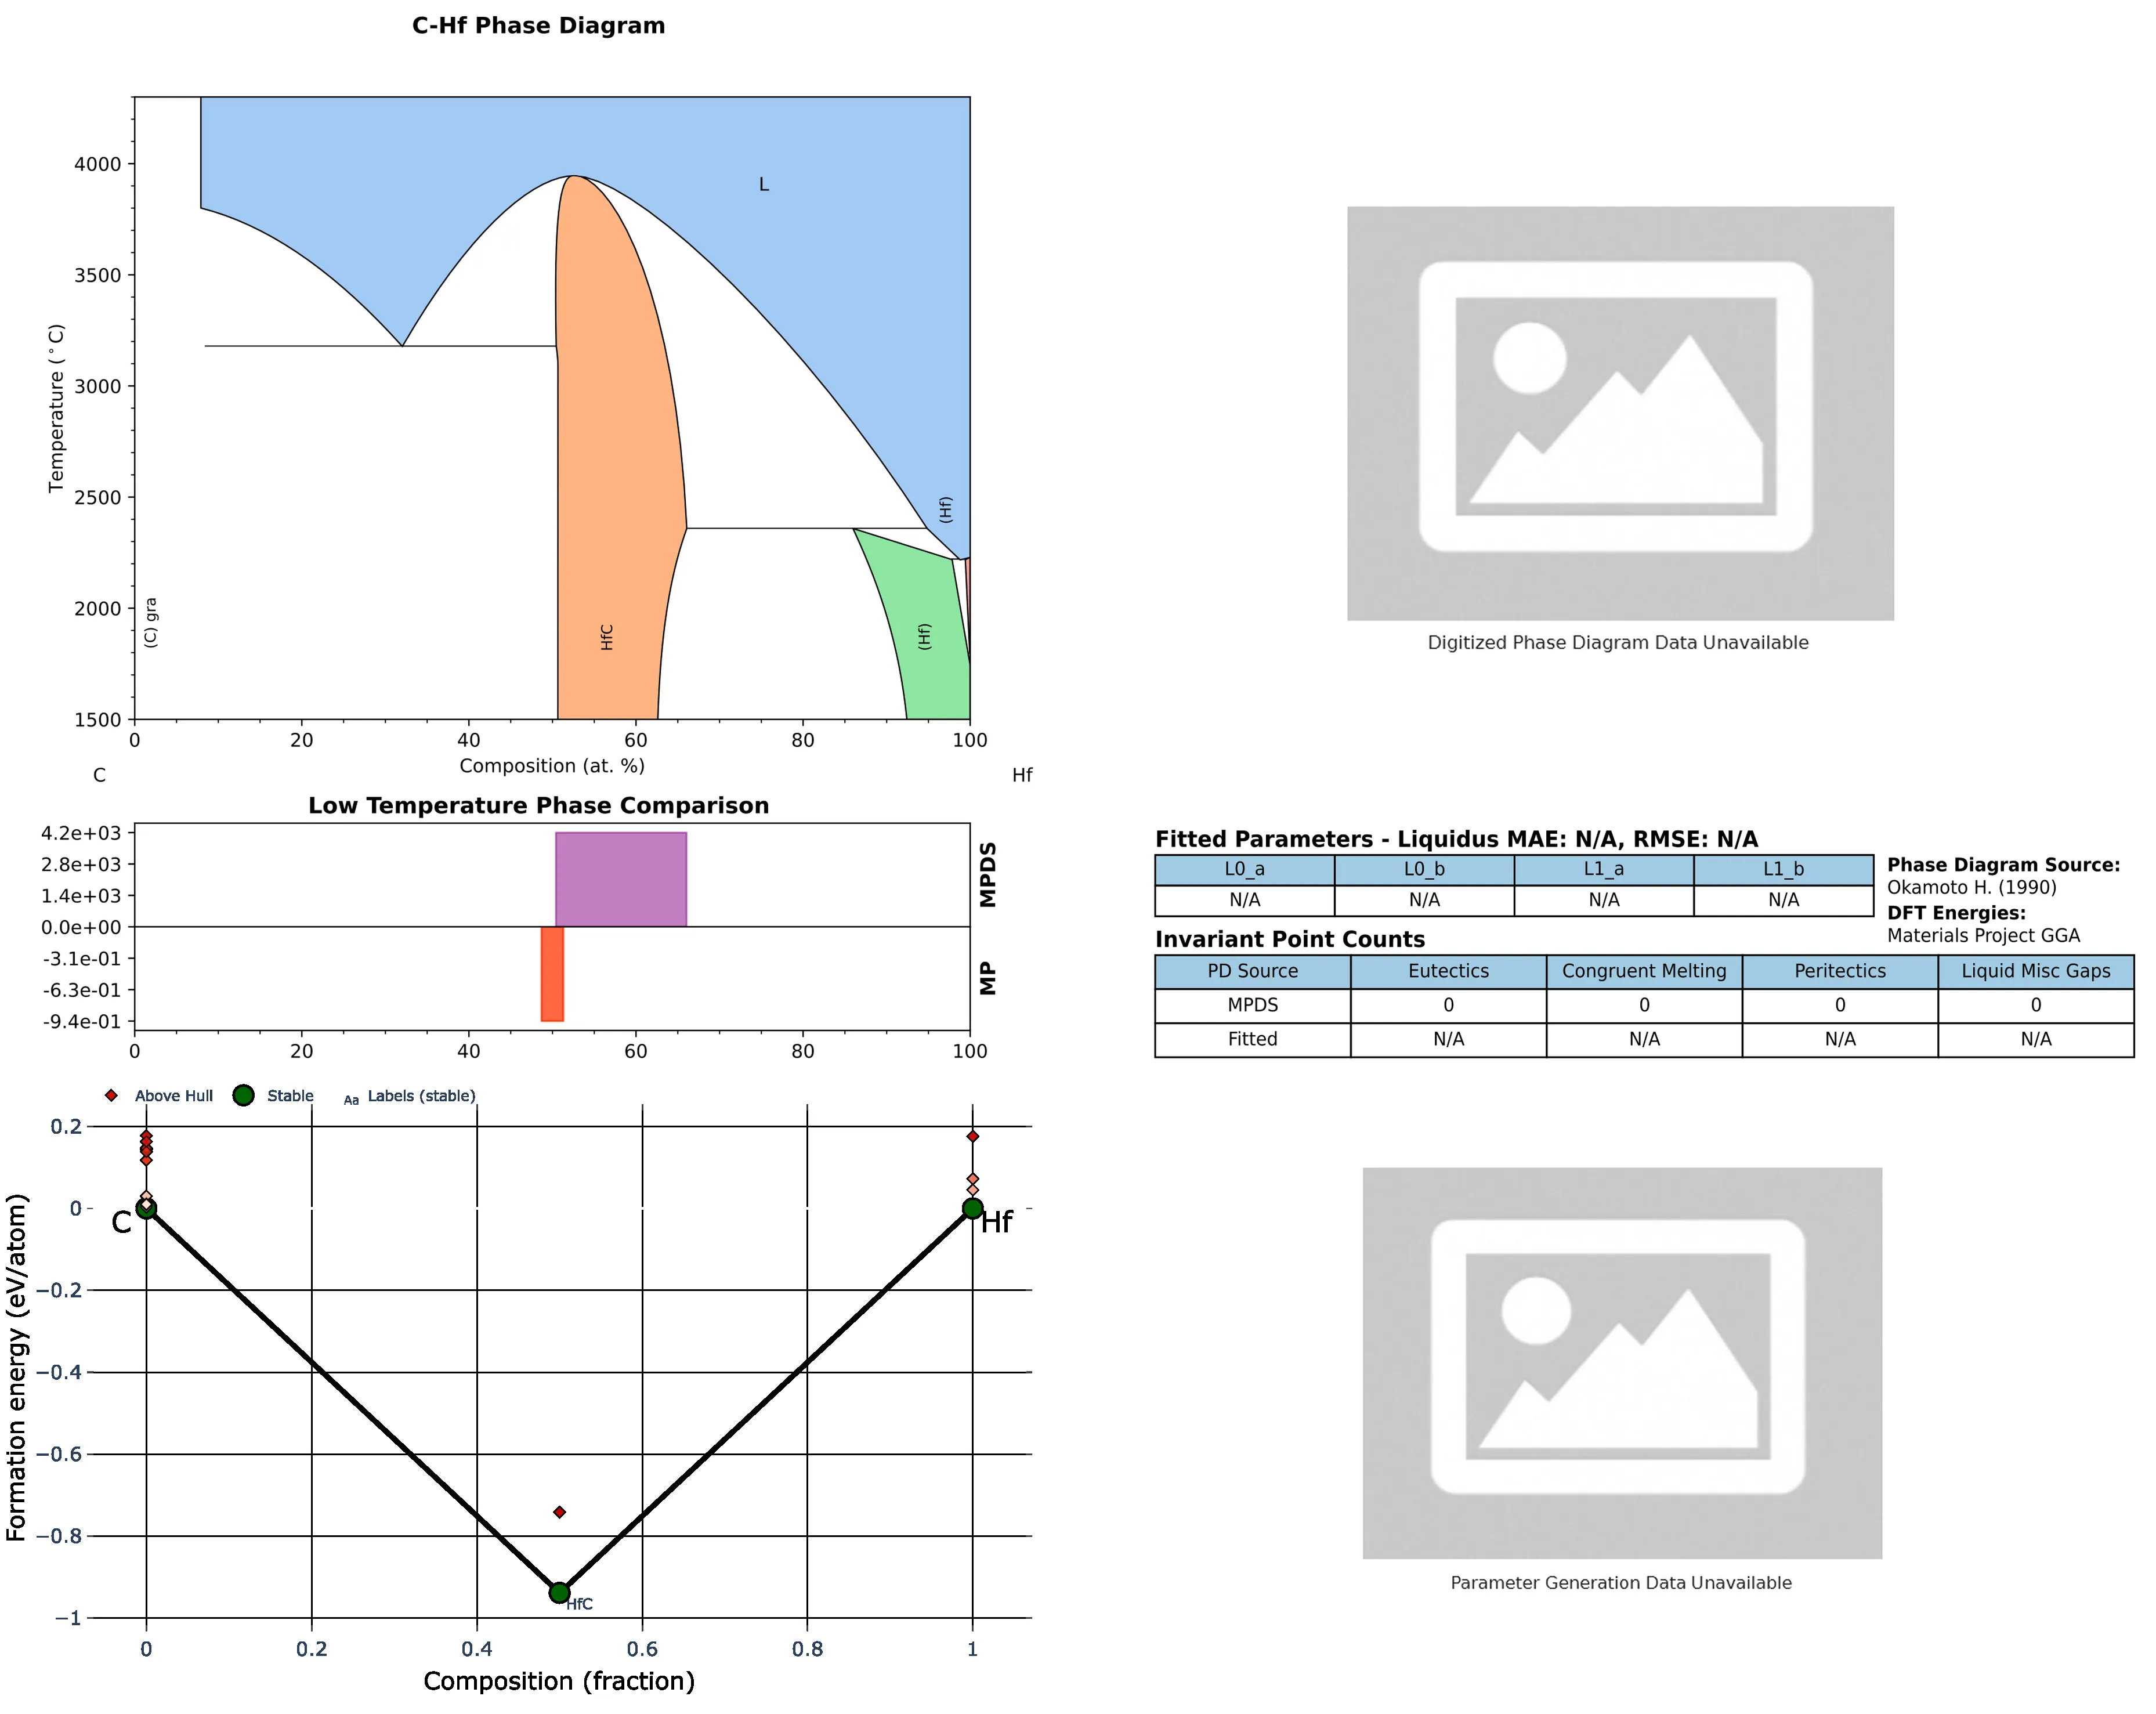 C-Hf Phase Diagram
4000
3500
3000
2500
2000
1500
Temperature (°C)
L
(Hf)
(C) gra
HfC
(Hf)
0 20 40 60 80 100
Composition (at. %)
C Hf
Digitized Phase Diagram Data Unavailable
Low Temperature Phase Comparison
4.2e+03
2.8e+03
1.4e+03
0.0e+00
-3.1e-01
-6.3e-01
-9.4e-01
MPDS
MP
0 20 40 60 80 100
Fitted Parameters - Liquidus MAE: N/A, RMSE: N/A
L0_a L0_b L1_a L1_b
N/A N/A N/A N/A
Phase Diagram Source:
Okamoto H. (1990)
DFT Energies:
Materials Project GGA
Invariant Point Counts
PD Source Eutectics Congruent Melting Peritectics Liquid Misc Gaps
MPDS 0 0 0 0
Fitted N/A N/A N/A N/A
Above Hull Stable Aa Labels (stable)
0.2
0
−0.2
−0.4
−0.6
−0.8
−1
Formation energy (eV/atom)
C
Hf
HfC
0 0.2 0.4 0.6 0.8 1
Composition (fraction)
Parameter Generation Data Unavailable